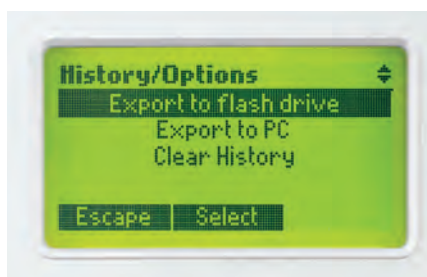 History/Options
Export to flash drive
Export to PC
Clear History
Escape Select